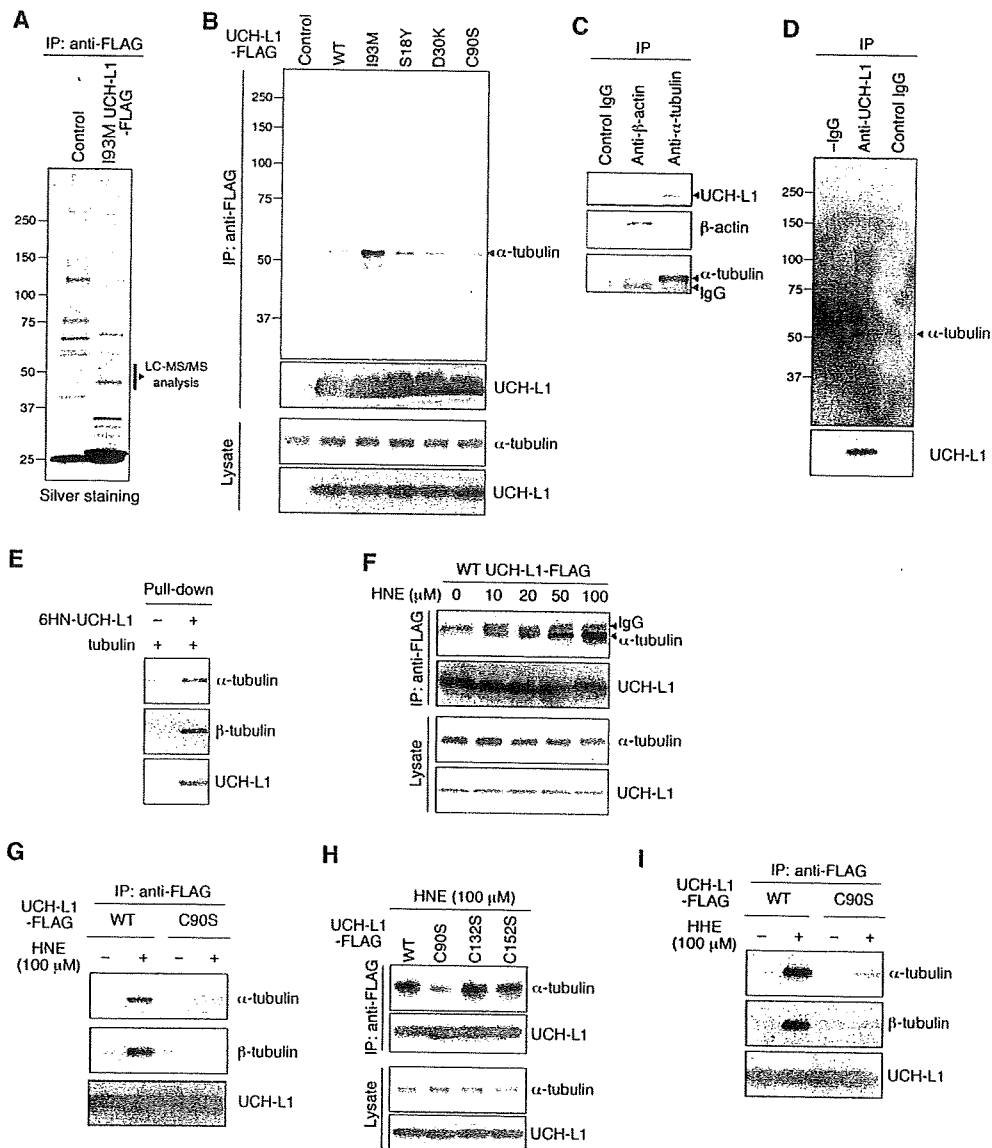 A
IP: anti-FLAG
Control
I93M UCH-L1
-FLAG
250
150
100
75
50
37
25
LC-MS/MS
analysis
Silver staining
B
UCH-L1
-FLAG
Control
WT
I93M
S18Y
D30K
C90S
IP: anti-FLAG
250
150
100
75
50
37
α-tubulin
UCH-L1
Lysate
α-tubulin
UCH-L1
C
IP
Control IgG
Anti-β-actin
Anti-α-tubulin
UCH-L1
β-actin
α-tubulin
IgG
D
IP
–IgG
Anti-UCH-L1
Control IgG
250
150
100
75
50
37
α-tubulin
UCH-L1
E
Pull-down
6HN-UCH-L1 – +
tubulin + +
α-tubulin
β-tubulin
UCH-L1
F
WT UCH-L1-FLAG
HNE (μM) 0 10 20 50 100
IP: anti-FLAG
IgG
α-tubulin
UCH-L1
Lysate
α-tubulin
UCH-L1
G
IP: anti-FLAG
UCH-L1
-FLAG
WT C90S
HNE
(100 μM)
– + – +
α-tubulin
β-tubulin
UCH-L1
H
HNE (100 μM)
UCH-L1
-FLAG
WT
C90S
C132S
C152S
IP: anti-FLAG
α-tubulin
UCH-L1
Lysate
α-tubulin
UCH-L1
I
IP: anti-FLAG
UCH-L1
-FLAG
WT C90S
HHE
(100 μM)
– + – +
α-tubulin
β-tubulin
UCH-L1